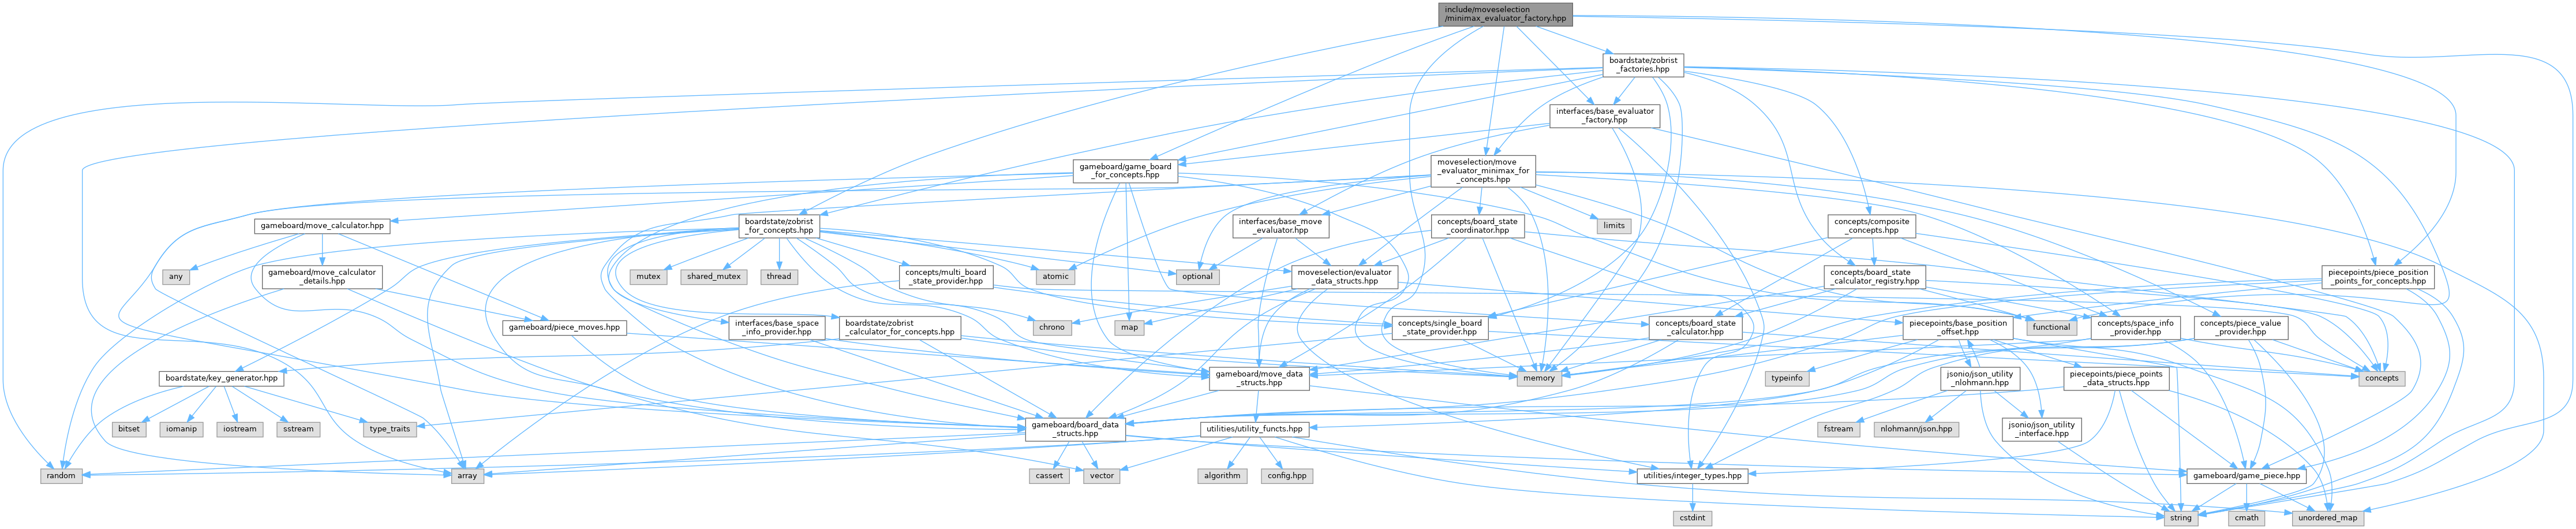 include/moveselection
/minimax_evaluator_factory.hpp
boardstate/zobrist
_factories.hpp
interfaces/base_evaluator
_factory.hpp
gameboard/game_board
_for_concepts.hpp
moveselection/move
_evaluator_minimax_for
_concepts.hpp
gameboard/move_calculator.hpp
boardstate/zobrist
_for_concepts.hpp
interfaces/base_move
_evaluator.hpp
concepts/board_state
_coordinator.hpp
limits
concepts/composite
_concepts.hpp
any
gameboard/move_calculator
_details.hpp
mutex
shared_mutex
thread
concepts/multi_board
_state_provider.hpp
atomic
optional
moveselection/evaluator
_data_structs.hpp
concepts/board_state
_calculator_registry.hpp
piecepoints/piece_position
_points_for_concepts.hpp
gameboard/piece_moves.hpp
interfaces/base_space
_info_provider.hpp
boardstate/zobrist
_calculator_for_concepts.hpp
chrono
map
concepts/single_board
_state_provider.hpp
concepts/board_state
_calculator.hpp
piecepoints/base_position
_offset.hpp
functional
concepts/space_info
_provider.hpp
concepts/piece_value
_provider.hpp
boardstate/key_generator.hpp
gameboard/move_data
_structs.hpp
memory
typeinfo
jsonio/json_utility
_nlohmann.hpp
piecepoints/piece_points
_data_structs.hpp
concepts
bitset
iomanip
iostream
sstream
type_traits
gameboard/board_data
_structs.hpp
utilities/utility_functs.hpp
fstream
nlohmann/json.hpp
jsonio/json_utility
_interface.hpp
random
array
cassert
vector
algorithm
config.hpp
utilities/integer_types.hpp
gameboard/game_piece.hpp
cstdint
string
cmath
unordered_map